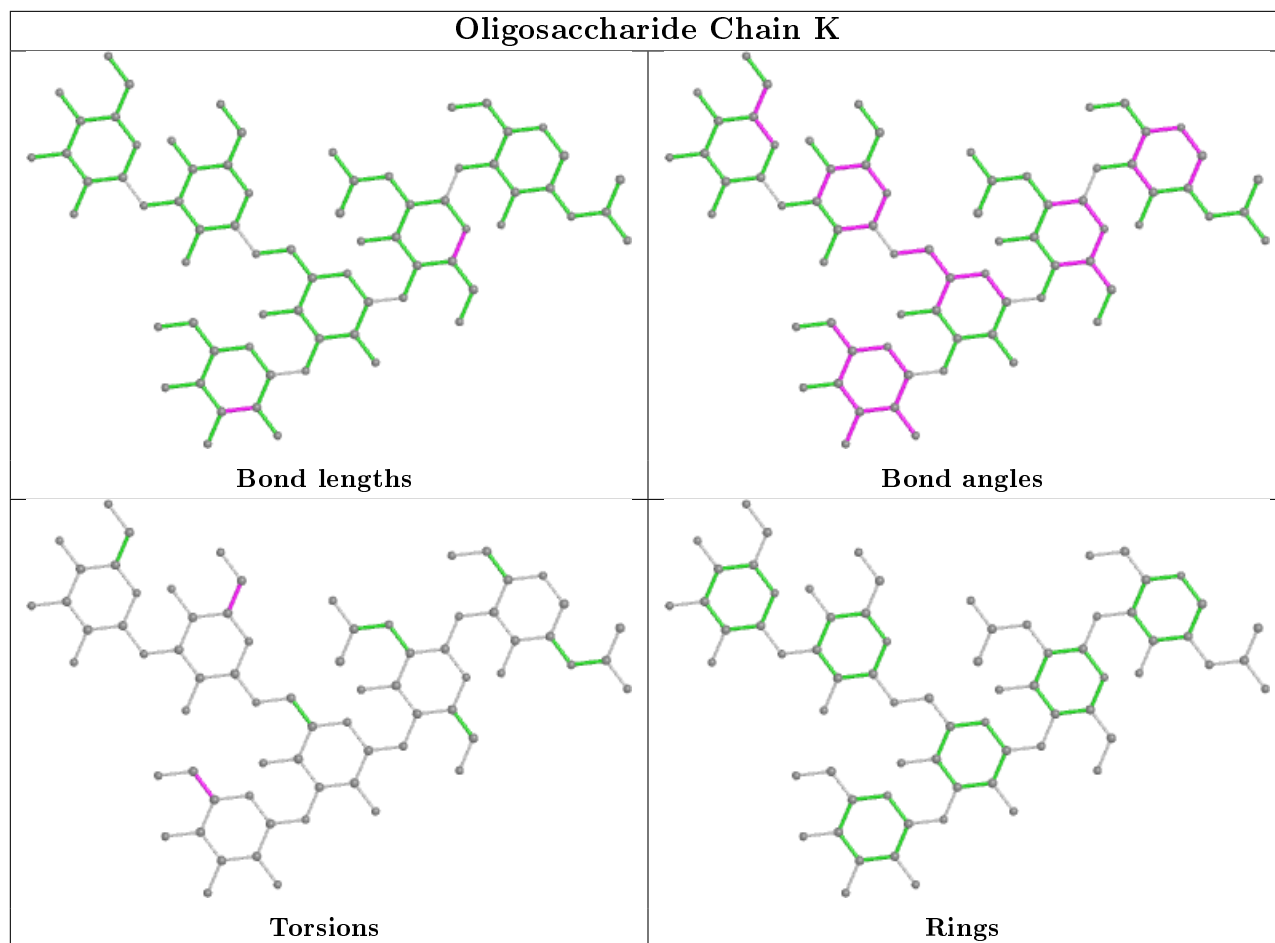 Oligosaccharide Chain K
Bond lengths
Bond angles
Torsions
Rings